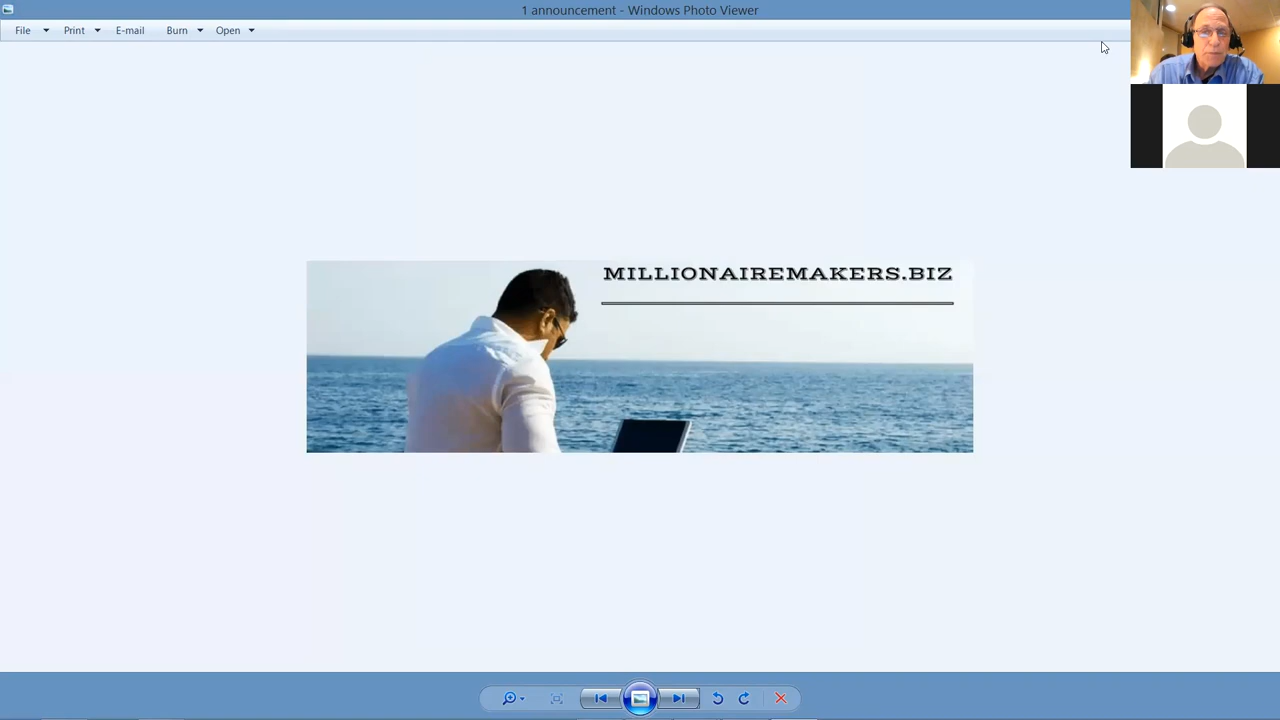 1 announcement - Windows Photo Viewer
File Print E-mail Burn Open
MILLIONAIREMAKERS.BIZ